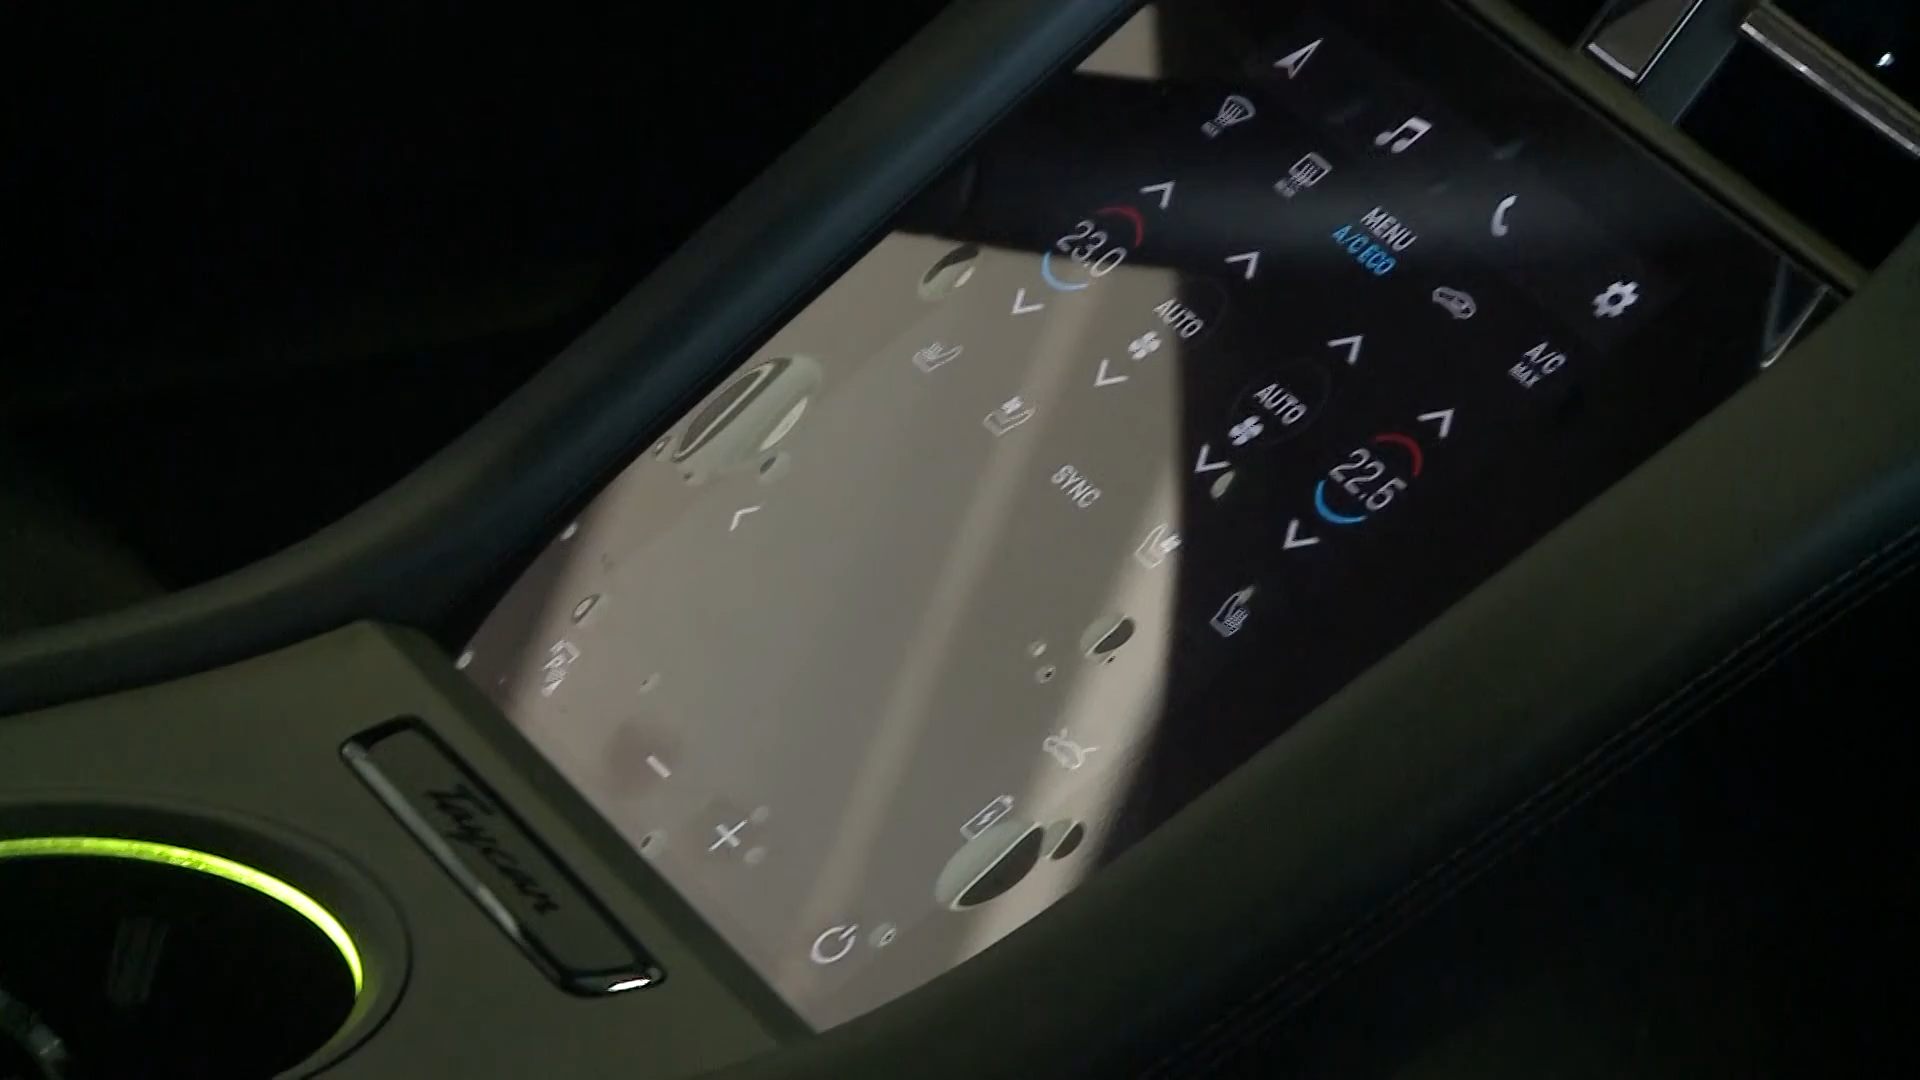 MENU
A/C ECO
23.0
AUTO
A/C
MAX
AUTO
22.5
SYNC
Taycan